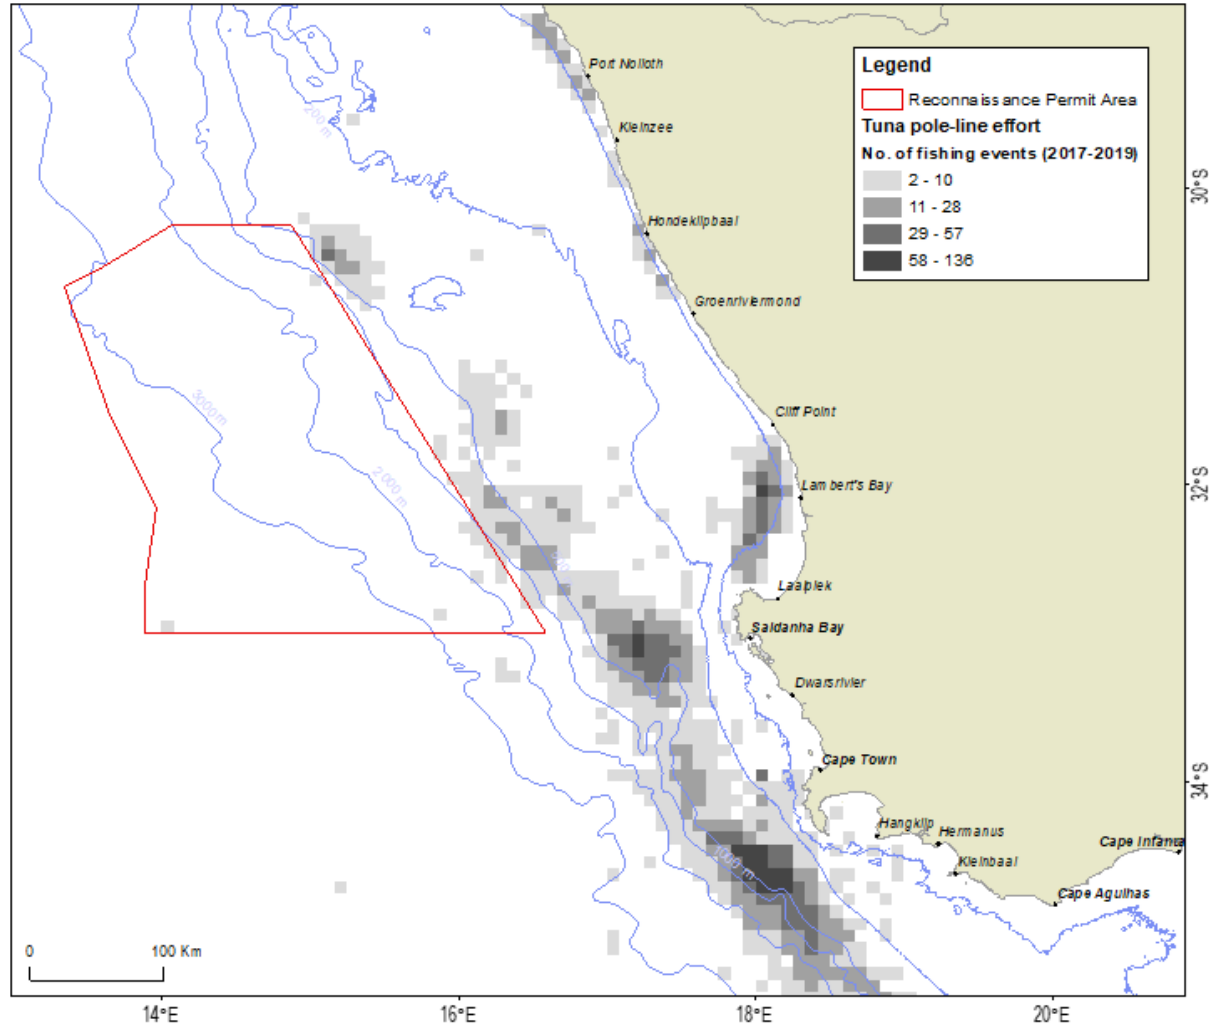 Port Nolloth
Legend
Reconnaissance Permit Area
Tuna pole-line effort
No. of fishing events (2017-2019)
2 - 10
11 - 28
29 - 57
58 - 136
200 m
Kleinzee
30°S
Hondeklipbaai
Groenriviermond
3000 m
Cliff Point
2 000 m
Lambert's Bay
32°S
Laaiplek
Saldanha Bay
Dwarsrivier
Cape Town
34°S
Hangklip
Hermanus
Cape Infanta
Kleinbaai
1000 m
Cape Agulhas
0
100 Km
14°E
16°E
18°E
20°E